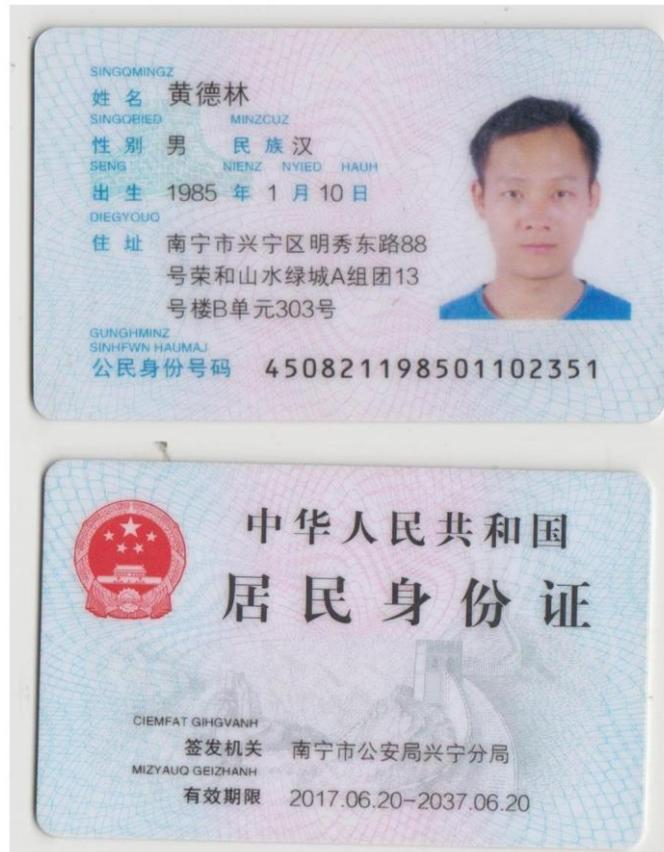 SINGQMINGZ
姓名 黄德林
SINGQBIED MINZCUZ
性别 男 民族 汉
SENG NIENZ NYIED HAUH
出生 1985 年 1 月 10 日
DIEGYOUQ
住址 南宁市兴宁区明秀东路88
号荣和山水绿城A组团13
号楼B单元303号
GUNGHMINZ
SINHFWN HAUMAJ
公民身份号码 450821198501102351
中华人民共和国
居民身份证
CIEMFAT GIHGVANH
签发机关 南宁市公安局兴宁分局
MIZYAUQ GEIZHANH
有效期限 2017.06.20-2037.06.20